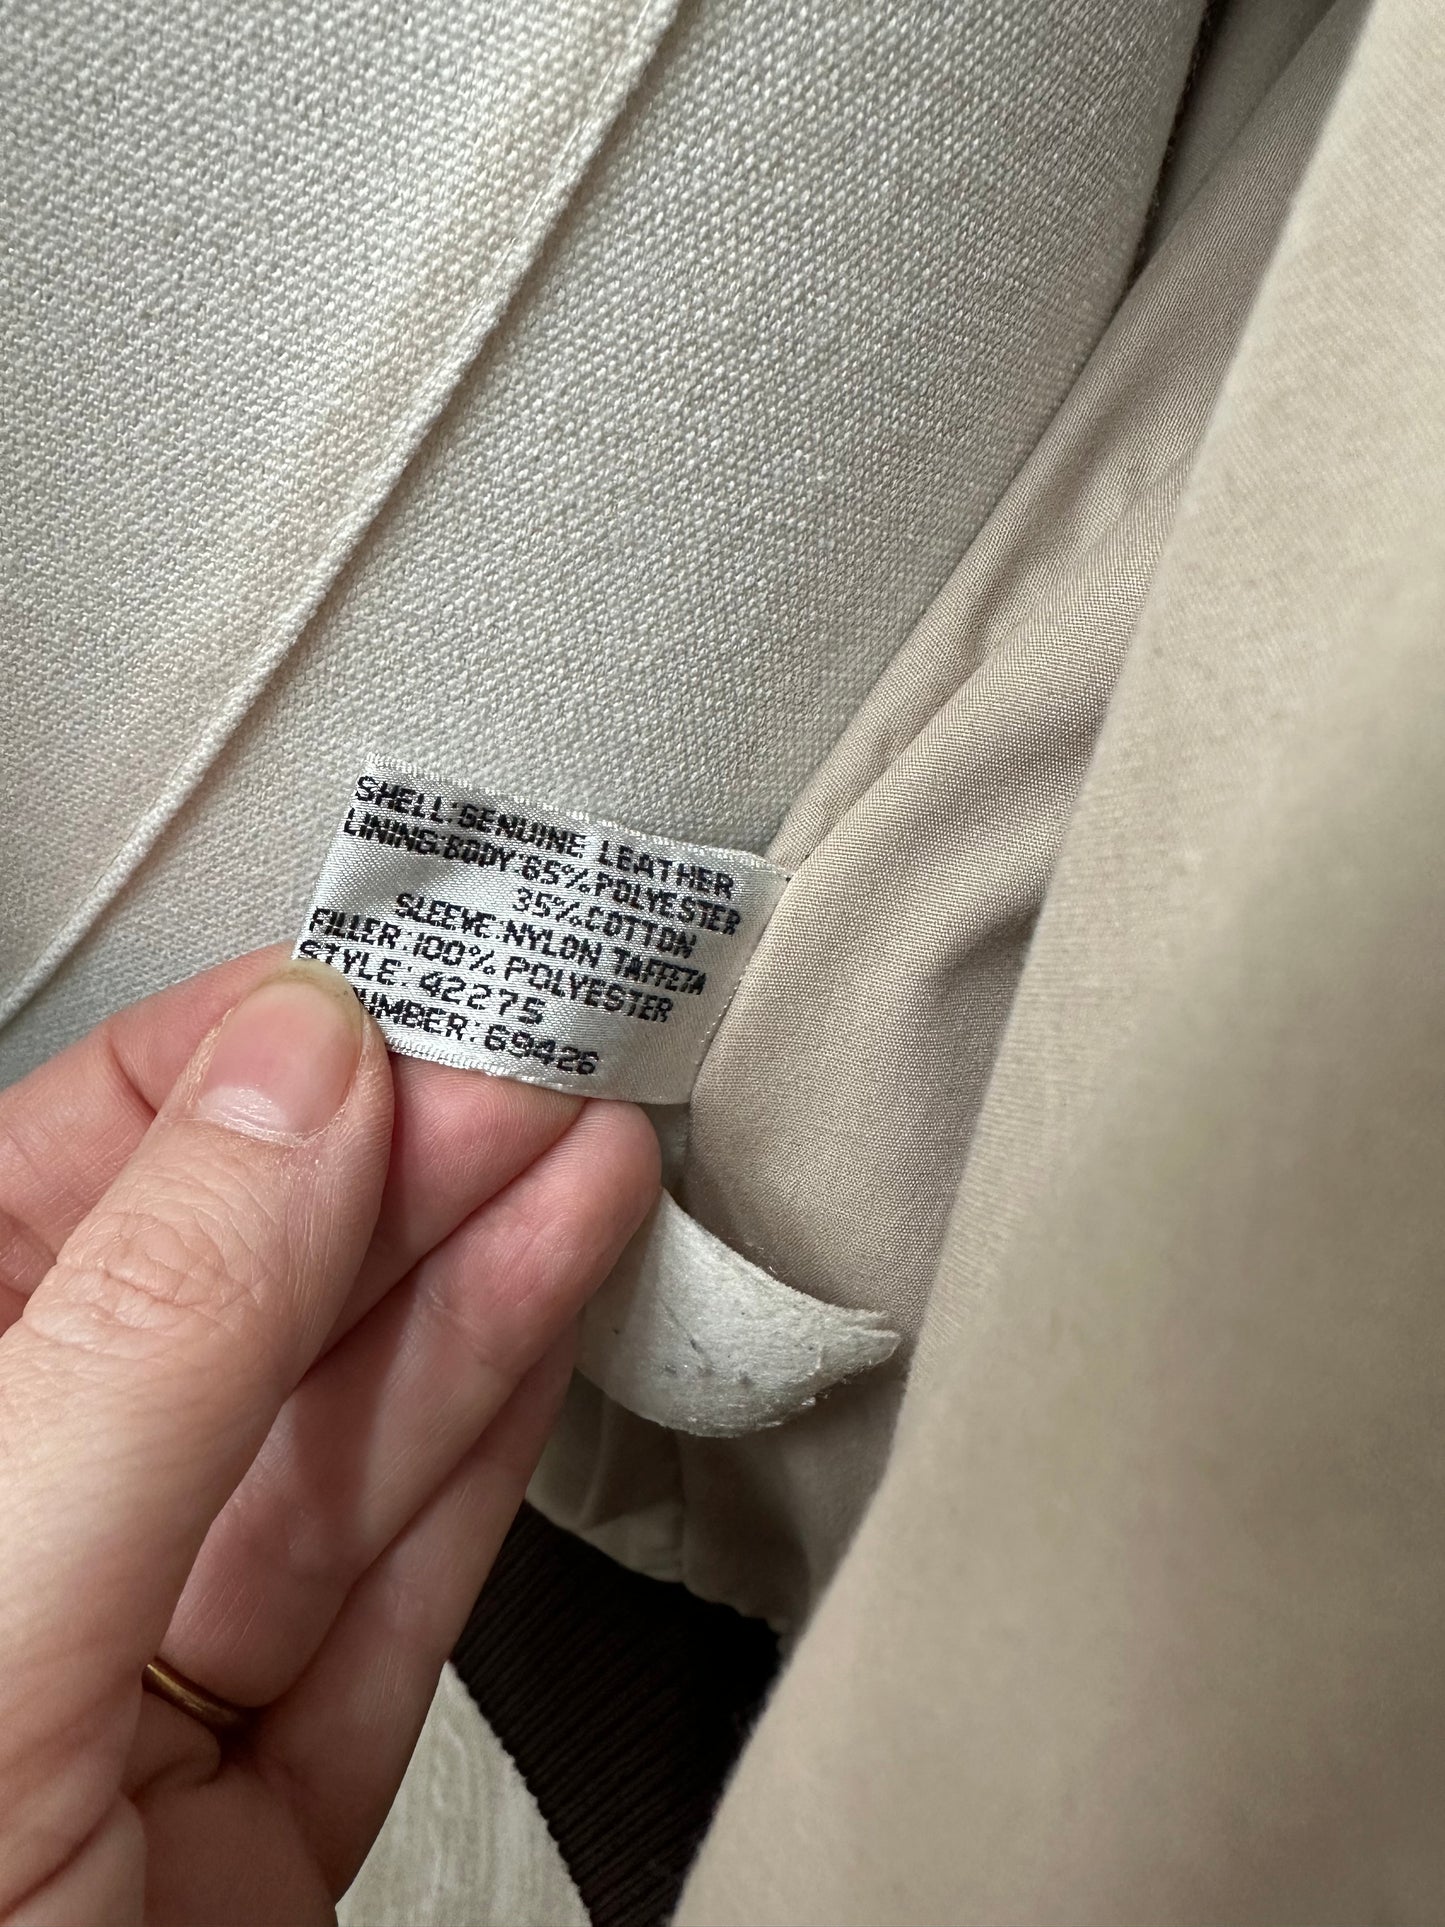 SHELL:GENUINE LEATHER
LINING:BODY:65%POLYESTER
35%COTTON
SLEEVE:NYLON TAFFETA
FILLER:100%POLYESTER
STYLE:42275
NUMBER:69426